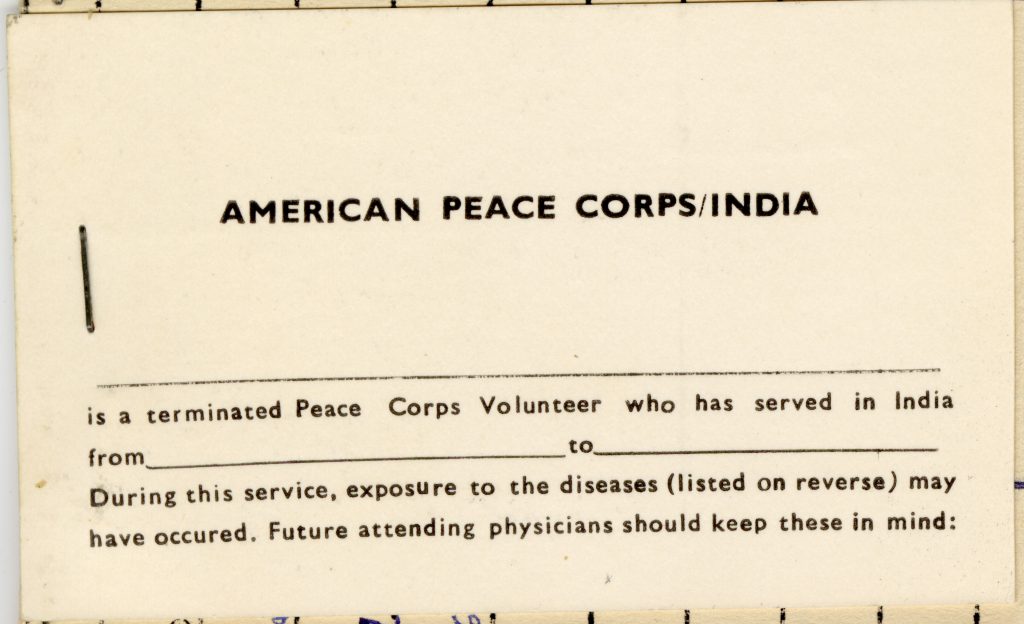 AMERICAN PEACE CORPS/INDIA
is a terminated Peace Corps Volunteer who has served in India
from to
During this service, exposure to the diseases (listed on reverse) may
have occured. Future attending physicians should keep these in mind: